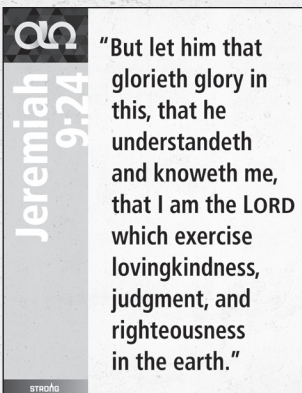 Jeremiah
9:24
"But let him that
glorieth glory in
this, that he
understandeth
and knoweth me,
that I am the LORD
which exercise
lovingkindness,
judgment, and
righteousness
in the earth."
STRONG